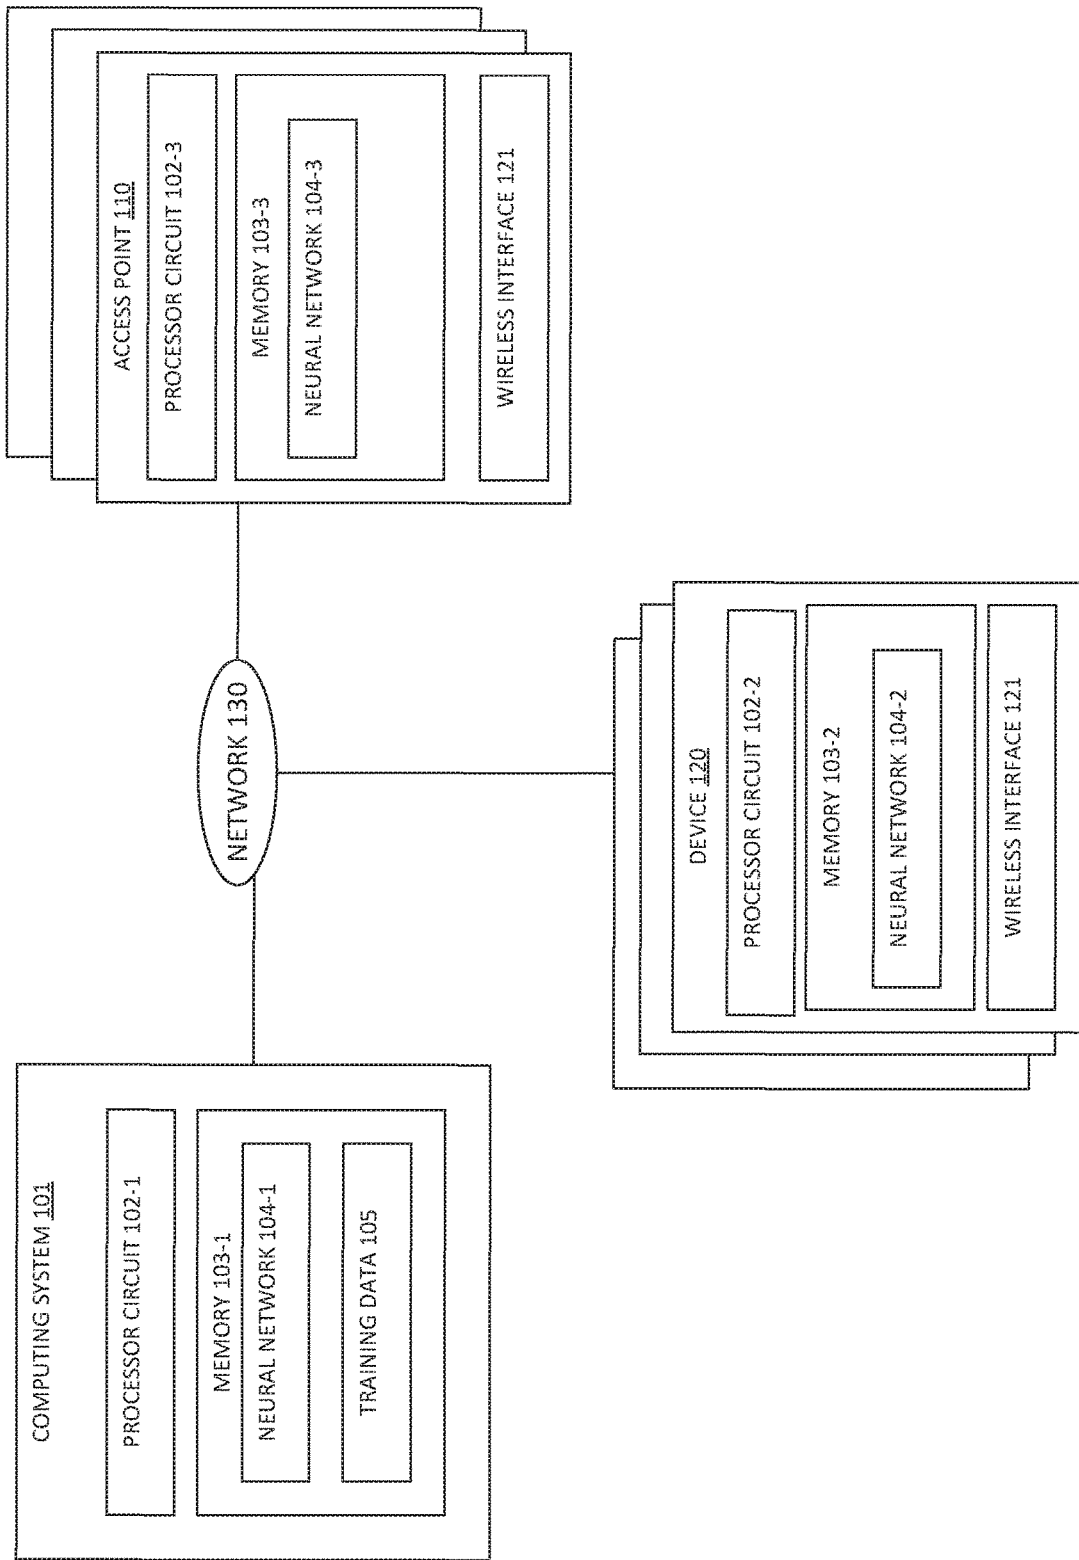 COMPUTING SYSTEM 101
PROCESSOR CIRCUIT 102-1
MEMORY 103-1
NEURAL NETWORK 104-1
TRAINING DATA 105
NETWORK 130
ACCESS POINT 110
PROCESSOR CIRCUIT 102-3
MEMORY 103-3
NEURAL NETWORK 104-3
WIRELESS INTERFACE 121
DEVICE 120
PROCESSOR CIRCUIT 102-2
MEMORY 103-2
NEURAL NETWORK 104-2
WIRELESS INTERFACE 121